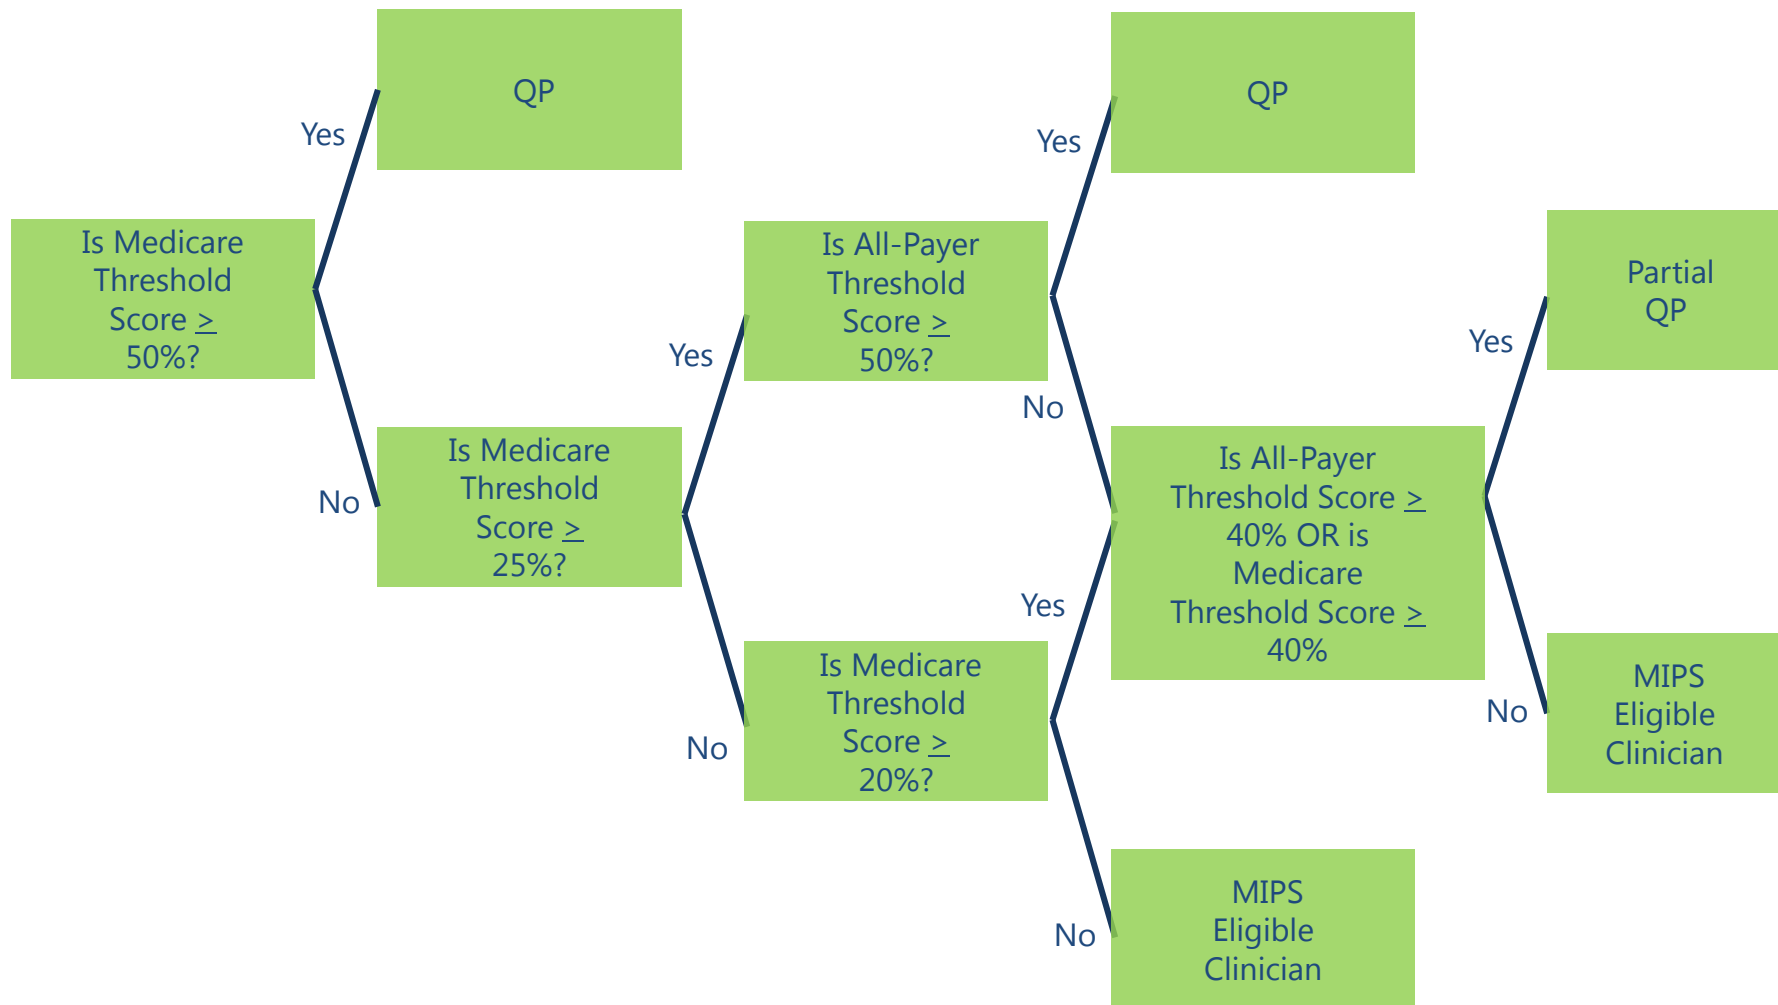 QP
Yes
Is Medicare
Threshold
Score >
50%?
No
Is Medicare
Threshold
Score >
25%?
Yes
Is All-Payer
Threshold
Score >
50%?
No
Is Medicare
Threshold
Score >
20%?
Yes
QP
No
Yes
Is All-Payer
Threshold Score >
40% OR is
Medicare
Threshold Score >
40%
No
MIPS
Eligible
Clinician
Yes
Partial
QP
No
MIPS
Eligible
Clinician